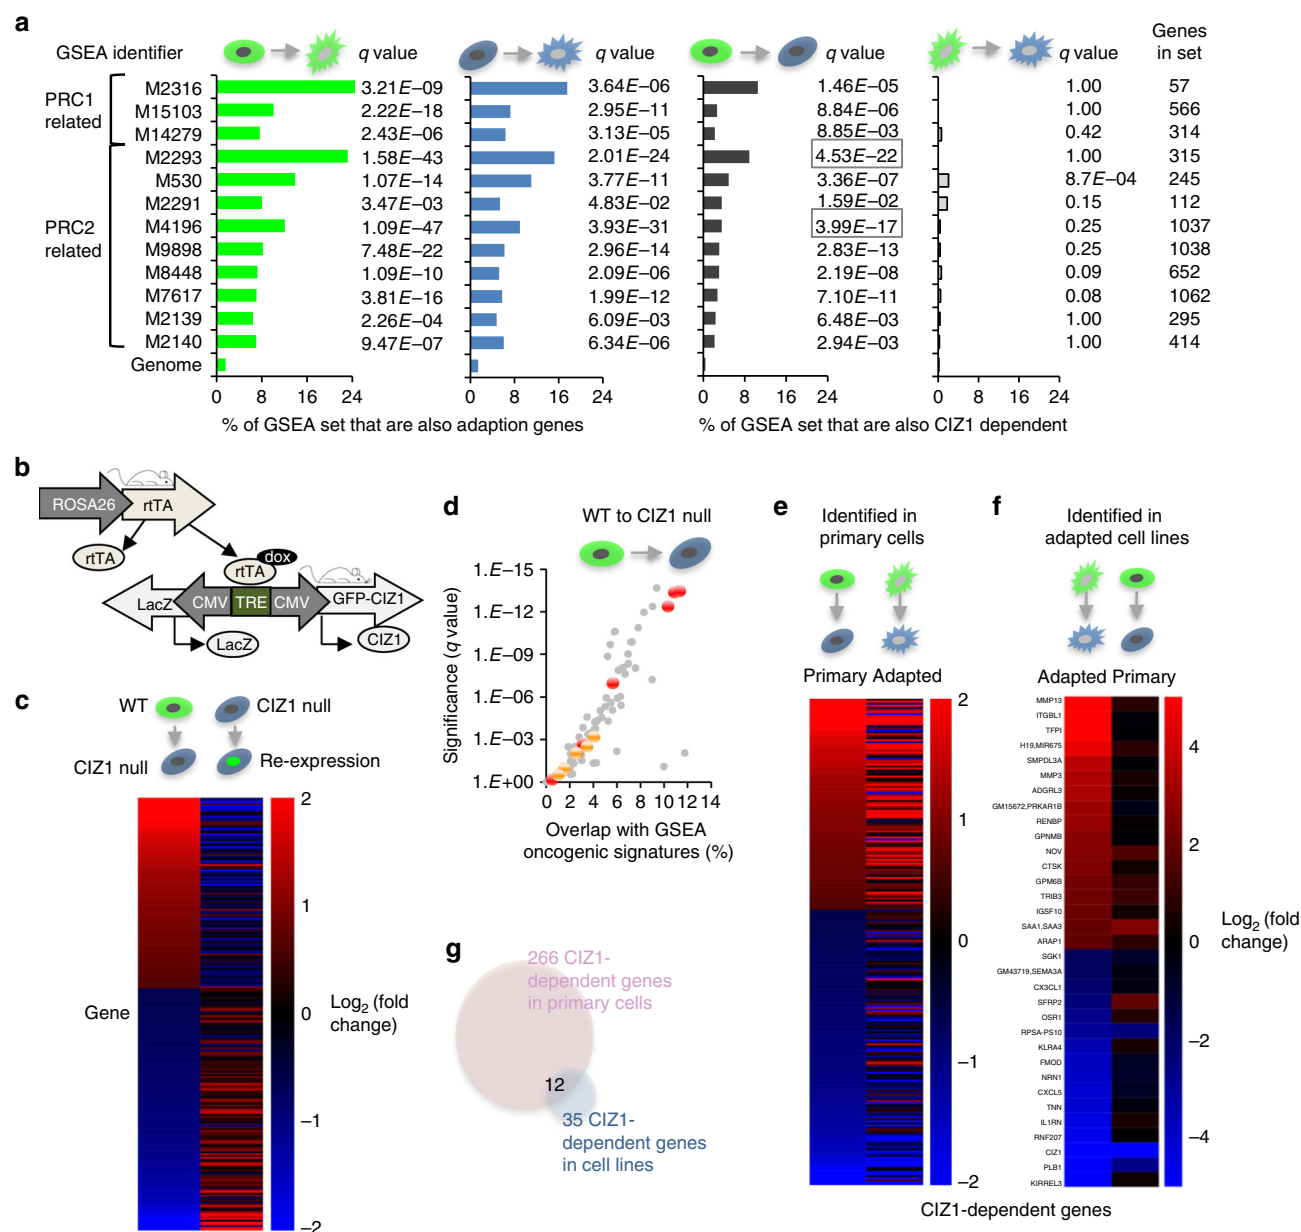 a
GSEA identifier
q value
q value
q value
q value
Genes
in set
PRC1
related
PRC2
related
M2316 3.21E–09 3.64E–06 1.46E–05 1.00 57
M15103 2.22E–18 2.95E–11 8.84E–06 1.00 566
M14279 2.43E–06 3.13E–05 8.85E–03 0.42 314
M2293 1.58E–43 2.01E–24 4.53E–22 1.00 315
M530 1.07E–14 3.77E–11 3.36E–07 8.7E–04 245
M2291 3.47E–03 4.83E–02 1.59E–02 0.15 112
M4196 1.09E–47 3.93E–31 3.99E–17 0.25 1037
M9898 7.48E–22 2.96E–14 2.83E–13 0.25 1038
M8448 1.09E–10 2.09E–06 2.19E–08 0.09 652
M7617 3.81E–16 1.99E–12 7.10E–11 0.08 1062
M2139 2.26E–04 6.09E–03 6.48E–03 1.00 295
M2140 9.47E–07 6.34E–06 2.94E–03 1.00 414
Genome
0 8 16 24
0 8 16 24
0 8 16 24
0 8 16 24
% of GSEA set that are also adaption genes
% of GSEA set that are also CIZ1 dependent
b
ROSA26
rtTA
rtTA
dox
rtTA
LacZ
CMV
TRE
CMV
GFP-CIZ1
LacZ
CIZ1
c
WT
CIZ1 null
CIZ1 null
Re-expression
Gene
2
1
0
–1
–2
Log2 (fold
change)
d
WT to CIZ1 null
Significance (q value)
1.E–15
1.E–12
1.E–09
1.E–06
1.E–03
1.E+00
0 2 4 6 8 10 12 14
Overlap with GSEA
oncogenic signatures (%)
e
Identified in
primary cells
Primary Adapted
2
1
0
–1
–2
f
Identified in
adapted cell lines
Adapted Primary
MMP13
ITGBL1
TFPI
H19,MIR675
SMPDL3A
MMP3
ADGRL3
GM15672,PRKAR1B
RENBP
GPNMB
NOV
CTSK
GPM6B
TRIB3
IGSF10
SAA1,SAA3
ARAP1
SGK1
GM43719,SEMA3A
CX3CL1
SFRP2
OSR1
RPSA-PS10
KLRA4
FMOD
NRN1
CXCL5
TNN
IL1RN
RNF207
CIZ1
PLB1
KIRREL3
4
2
0
–2
–4
Log2 (fold
change)
CIZ1-dependent genes
g
266 CIZ1-
dependent genes
in primary cells
12
35 CIZ1-
dependent genes
in cell lines